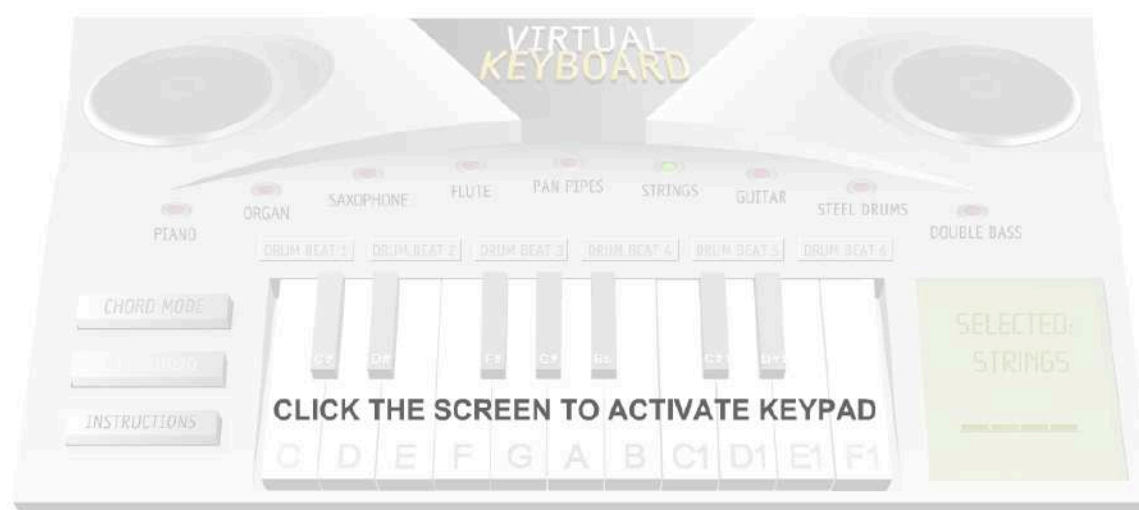 VIRTUAL
KEYBOARD
PIANO
ORGAN
SAXOPHONE
FLUTE
PAN PIPES
STRINGS
GUITAR
STEEL DRUMS
DOUBLE BASS
DRUM BEAT 1
DRUM BEAT 2
DRUM BEAT 3
DRUM BEAT 4
DRUM BEAT 5
DRUM BEAT 6
CHORD MODE
INSTRUCTIONS
SELECTED:
STRINGS
C# D# F# C#1 D#1
CLICK THE SCREEN TO ACTIVATE KEYPAD
C D E F G A B C1 D1 E1 F1